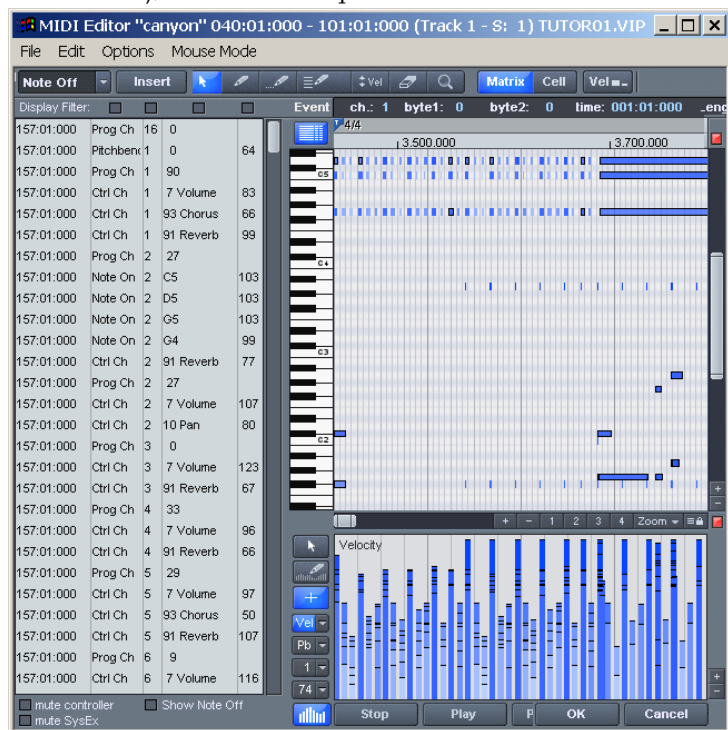 MIDI Editor "canyon" 040:01:000 - 101:01:000 (Track 1 - S: 1) TUTOR01.VIP
File Edit Options Mouse Mode
Note Off Insert Vel Matrix Cell Vel
Display Filter: Event ch.: 1 byte1: 0 byte2: 0 time: 001:01:000
4/4
3.500.000 3.700.000
157:01:000 Prog Ch 16 0
157:01:000 Pitchbend 1 0 64
157:01:000 Prog Ch 1 90
157:01:000 Ctrl Ch 1 7 Volume 83
157:01:000 Ctrl Ch 1 93 Chorus 66
157:01:000 Ctrl Ch 1 91 Reverb 99
157:01:000 Prog Ch 2 27
157:01:000 Note On 2 C5 103
157:01:000 Note On 2 D5 103
157:01:000 Note On 2 G5 103
157:01:000 Note On 2 G4 99
157:01:000 Ctrl Ch 2 91 Reverb 77
157:01:000 Prog Ch 2 27
157:01:000 Ctrl Ch 2 7 Volume 107
157:01:000 Ctrl Ch 2 10 Pan 80
157:01:000 Prog Ch 3 0
157:01:000 Ctrl Ch 3 7 Volume 123
157:01:000 Ctrl Ch 3 91 Reverb 67
157:01:000 Prog Ch 4 33
157:01:000 Ctrl Ch 4 7 Volume 96
157:01:000 Ctrl Ch 4 91 Reverb 66
157:01:000 Prog Ch 5 29
157:01:000 Ctrl Ch 5 7 Volume 97
157:01:000 Ctrl Ch 5 93 Chorus 50
157:01:000 Ctrl Ch 5 91 Reverb 107
157:01:000 Prog Ch 6 9
157:01:000 Ctrl Ch 6 7 Volume 116
C5
C4
C3
C2
+ - 1 2 3 4 Zoom
Velocity
Vel
Pb
1
74
mute controller Show Note Off
mute SysEx
Stop Play P OK Cancel